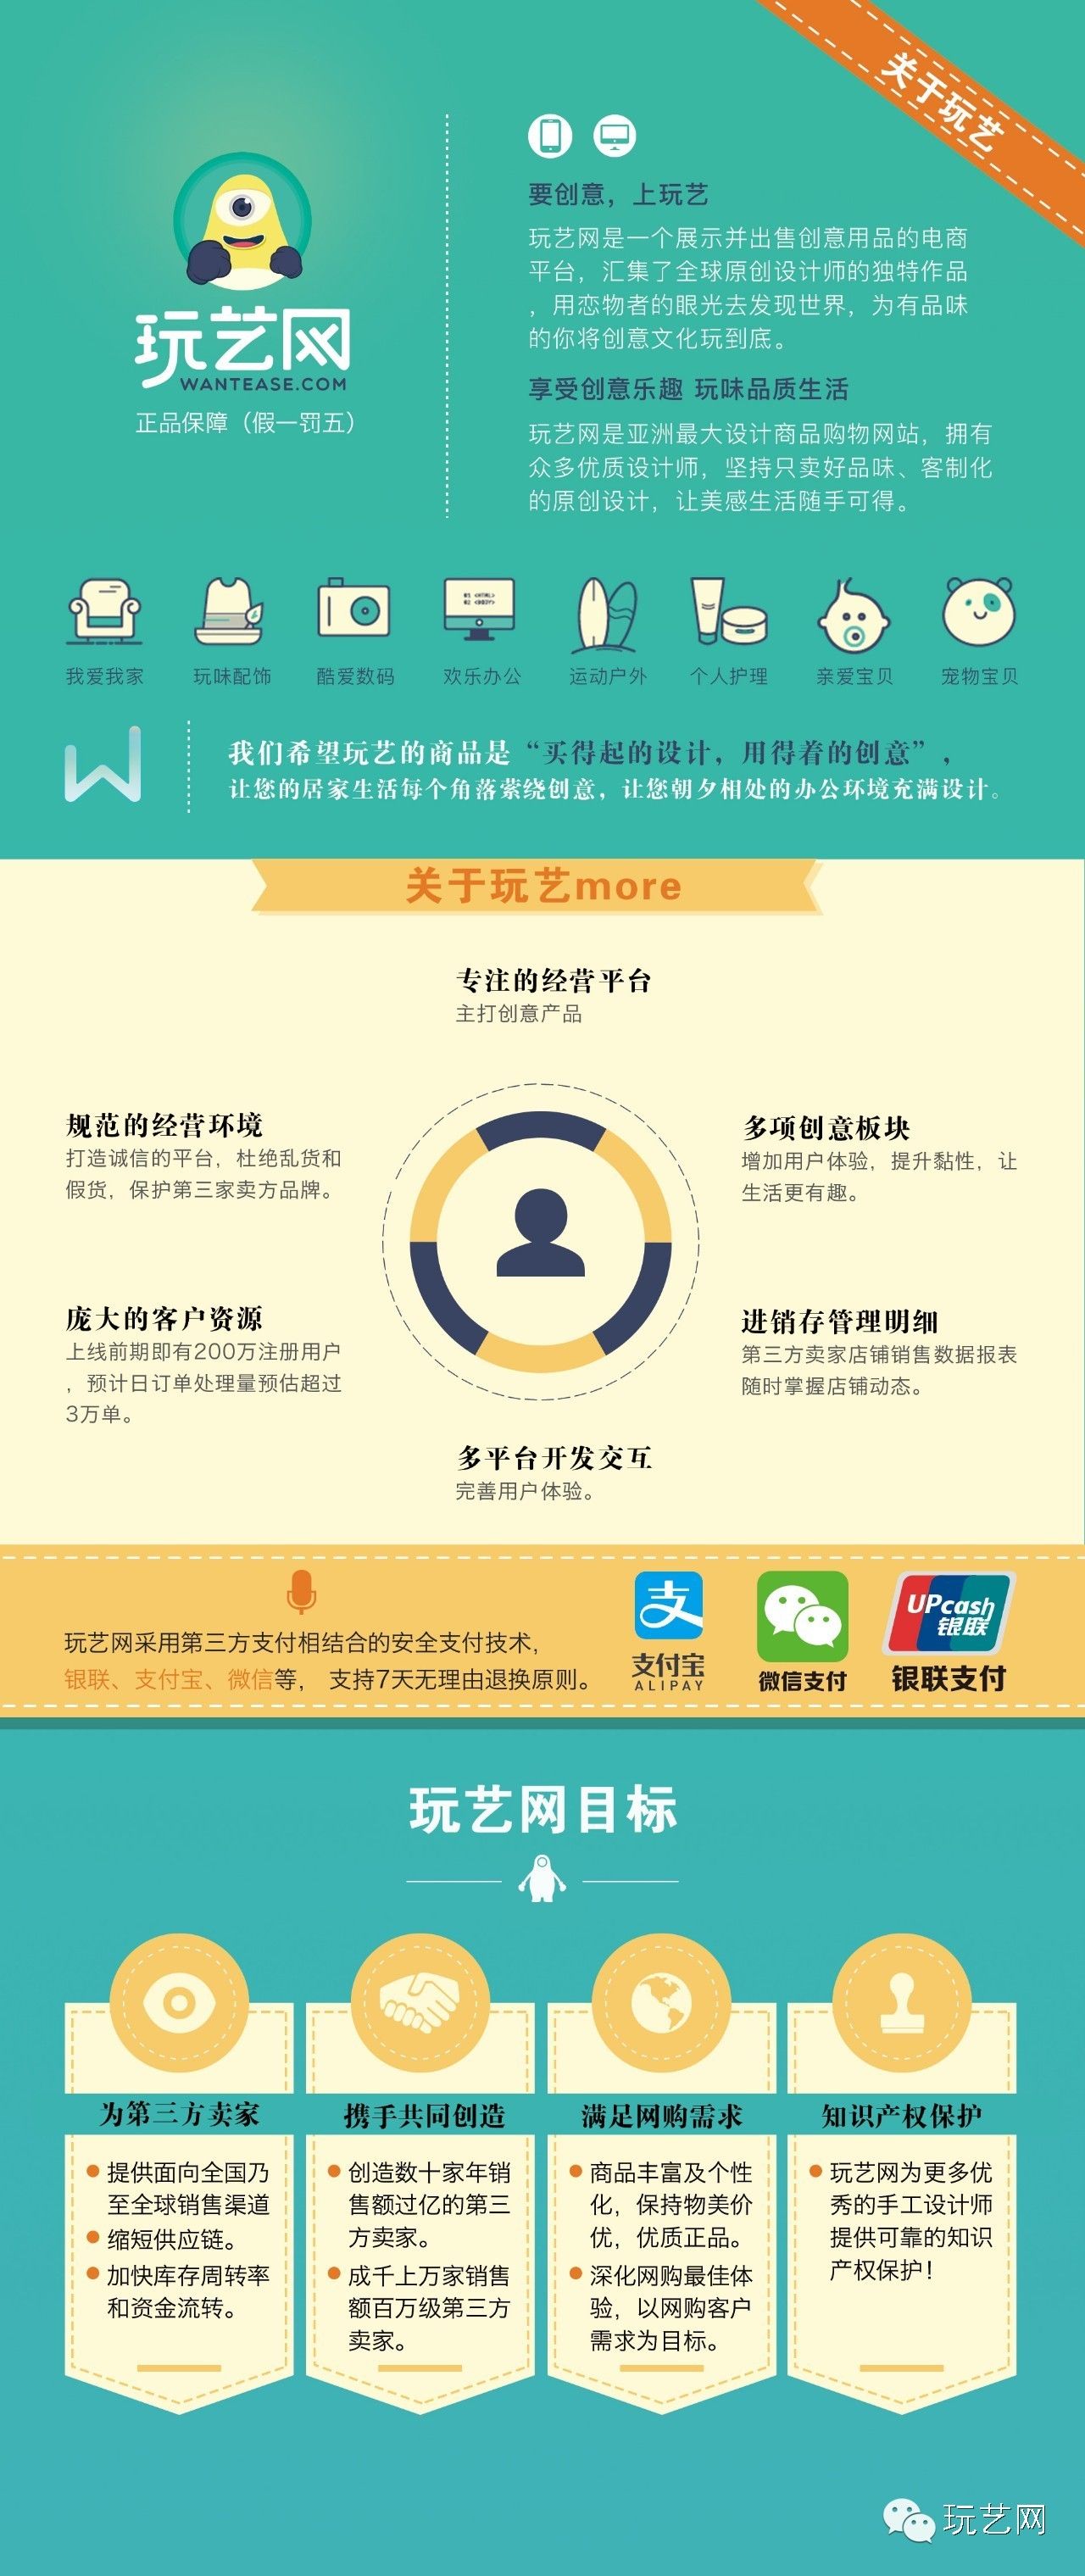 关于玩艺
玩艺网
WANTEASE.COM
正品保障（假一罚五）
要创意，上玩艺
玩艺网是一个展示并出售创意用品的电商
平台，汇集了全球原创设计师的独特作品
，用恋物者的眼光去发现世界，为有品味
的你将创意文化玩到底。
享受创意乐趣 玩味品质生活
玩艺网是亚洲最大设计商品购物网站，拥有
众多优质设计师，坚持只卖好品味、客制化
的原创设计，让美感生活随手可得。
01 <HTML>
02 <BODY>
我爱我家
玩味配饰
酷爱数码
欢乐办公
运动户外
个人护理
亲爱宝贝
宠物宝贝
我们希望玩艺的商品是“买得起的设计，用得着的创意”，
让您的居家生活每个角落萦绕创意，让您朝夕相处的办公环境充满设计。
关于玩艺more
专注的经营平台
主打创意产品
规范的经营环境
打造诚信的平台，杜绝乱货和
假货，保护第三家卖方品牌。
多项创意板块
增加用户体验，提升黏性，让
生活更有趣。
庞大的客户资源
上线前期即有200万注册用户
，预计日订单处理量预估超过
3万单。
进销存管理明细
第三方卖家店铺销售数据报表
随时掌握店铺动态。
多平台开发交互
完善用户体验。
玩艺网采用第三方支付相结合的安全支付技术，
银联、支付宝、微信等， 支持7天无理由退换原则。
支
支付宝
ALIPAY
微信支付
UPcash
银联
银联支付
玩艺网目标
为第三方卖家
提供面向全国乃
至全球销售渠道
缩短供应链。
加快库存周转率
和资金流转。
携手共同创造
创造数十家年销
售额过亿的第三
方卖家。
成千上万家销售
额百万级第三方
卖家。
满足网购需求
商品丰富及个性
化，保持物美价
优，优质正品。
深化网购最佳体
验，以网购客户
需求为目标。
知识产权保护
玩艺网为更多优
秀的手工设计师
提供可靠的知识
产权保护！
玩艺网